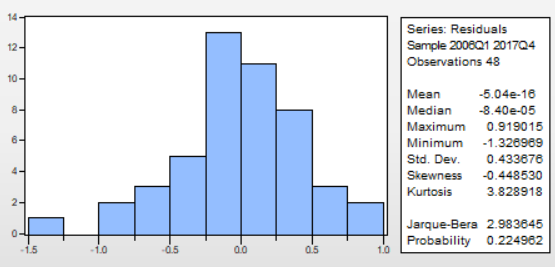 14
12
10
8
6
4
2
0
-1.5 -1.0 -0.5 0.0 0.5 1.0
Series: Residuals
Sample 2006Q1 2017Q4
Observations 48
Mean -5.04e-16
Median -8.40e-05
Maximum 0.919015
Minimum -1.326969
Std. Dev. 0.433676
Skewness -0.448530
Kurtosis 3.828918
Jarque-Bera 2.983645
Probability 0.224962